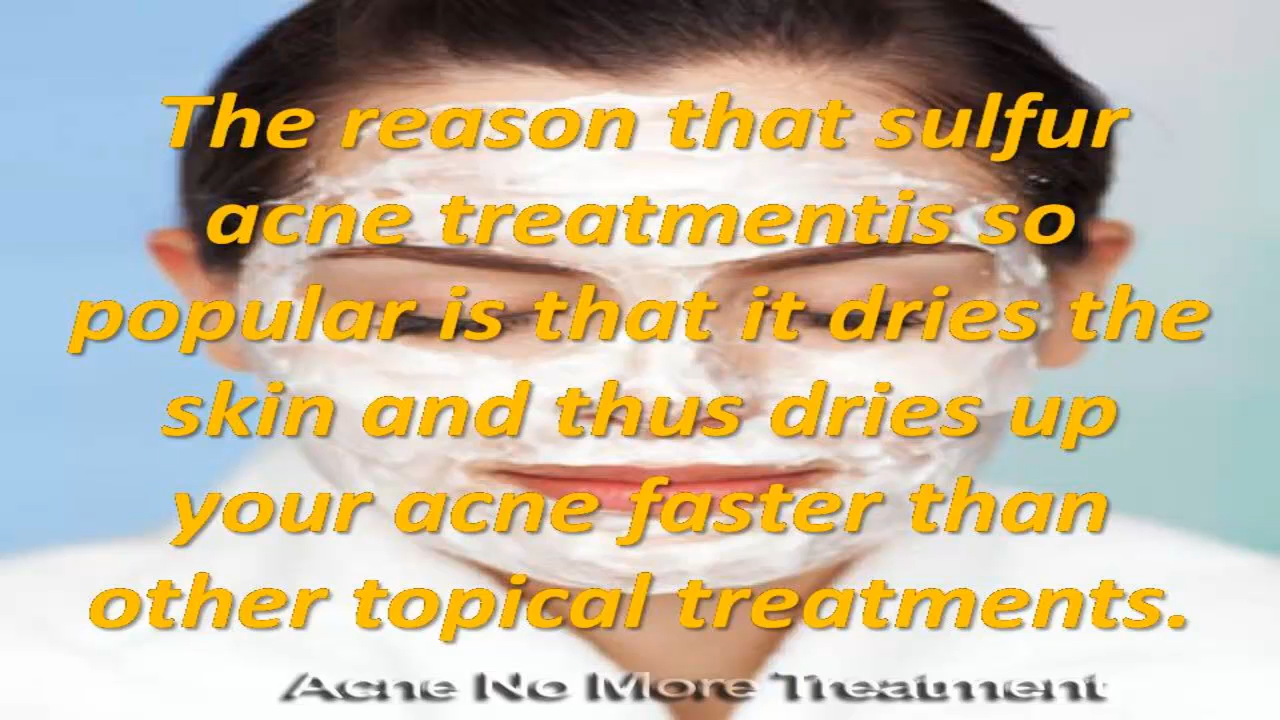 The reason that sulfur
acne treatmentis so
popular is that it dries the
skin and thus dries up
your acne faster than
other topical treatments.
Acne No More Treatment